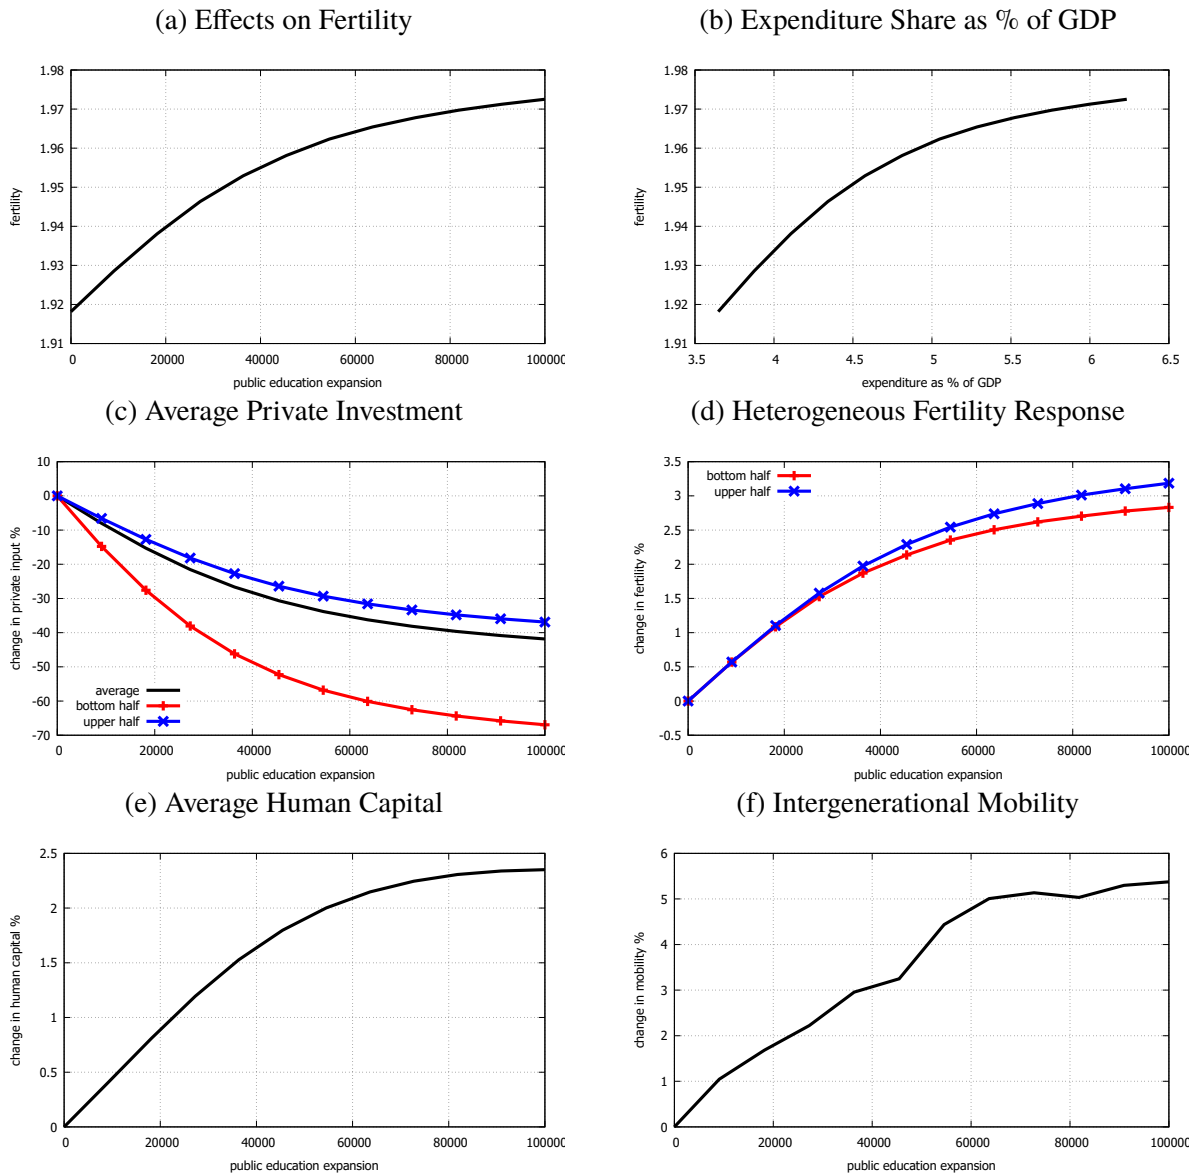 (a) Effects on Fertility
1.98
1.97
1.96
1.95
1.94
1.93
1.92
1.91
fertility
0 20000 40000 60000 80000 100000
public education expansion
(b) Expenditure Share as % of GDP
1.98
1.97
1.96
1.95
1.94
1.93
1.92
1.91
fertility
3.5 4 4.5 5 5.5 6 6.5
expenditure as % of GDP
(c) Average Private Investment
10
0
-10
-20
-30
-40
-50
-60
-70
change in private input %
average
bottom half
upper half
0 20000 40000 60000 80000 100000
public education expansion
(d) Heterogeneous Fertility Response
3.5
3
2.5
2
1.5
1
0.5
0
-0.5
change in fertility %
bottom half
upper half
0 20000 40000 60000 80000 100000
public education expansion
(e) Average Human Capital
2.5
2
1.5
1
0.5
0
change in human capital %
0 20000 40000 60000 80000 100000
public education expansion
(f) Intergenerational Mobility
6
5
4
3
2
1
0
change in mobility %
0 20000 40000 60000 80000 100000
public education expansion